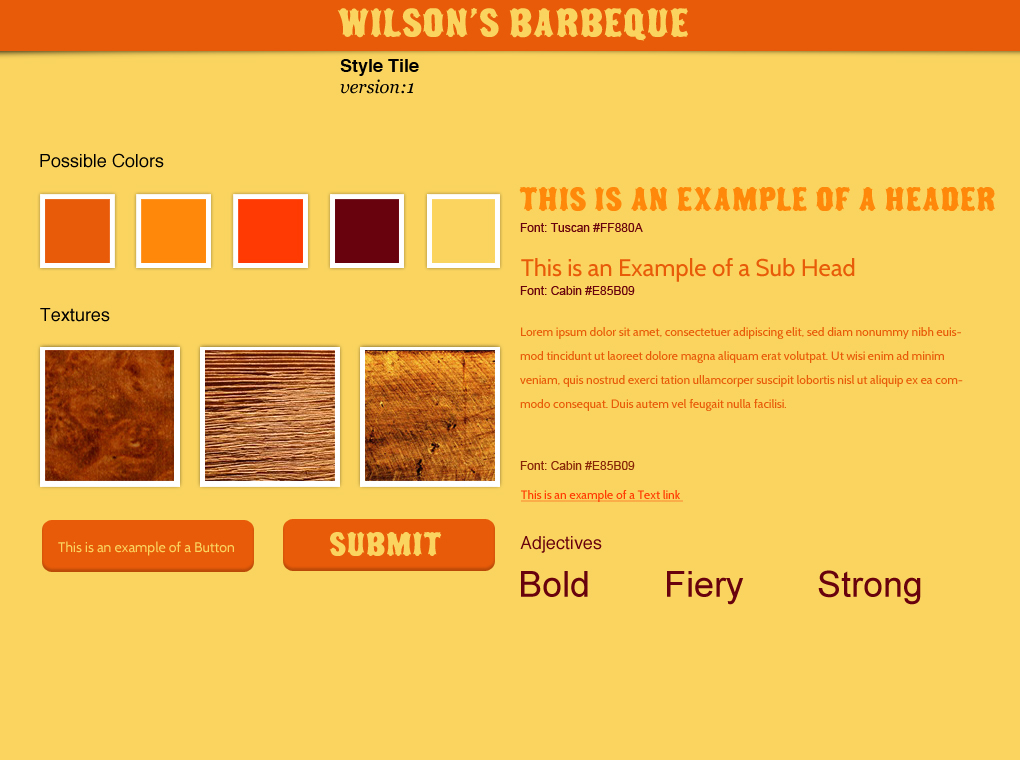 WILSON'S BARBEQUE
Style Tile
version:1
Possible Colors
Textures
This is an example of a Button
SUBMIT
THIS IS AN EXAMPLE OF A HEADER
Font: Tuscan #FF880A
This is an Example of a Sub Head
Font: Cabin #E85B09
Lorem ipsum dolor sit amet, consectetuer adipiscing elit, sed diam nonummy nibh euis-
mod tincidunt ut laoreet dolore magna aliquam erat volutpat. Ut wisi enim ad minim
veniam, quis nostrud exerci tation ullamcorper suscipit lobortis nisl ut aliquip ex ea com-
modo consequat. Duis autem vel feugait nulla facilisi.
Font: Cabin #E85B09
This is an example of a Text link
Adjectives
Bold Fiery Strong